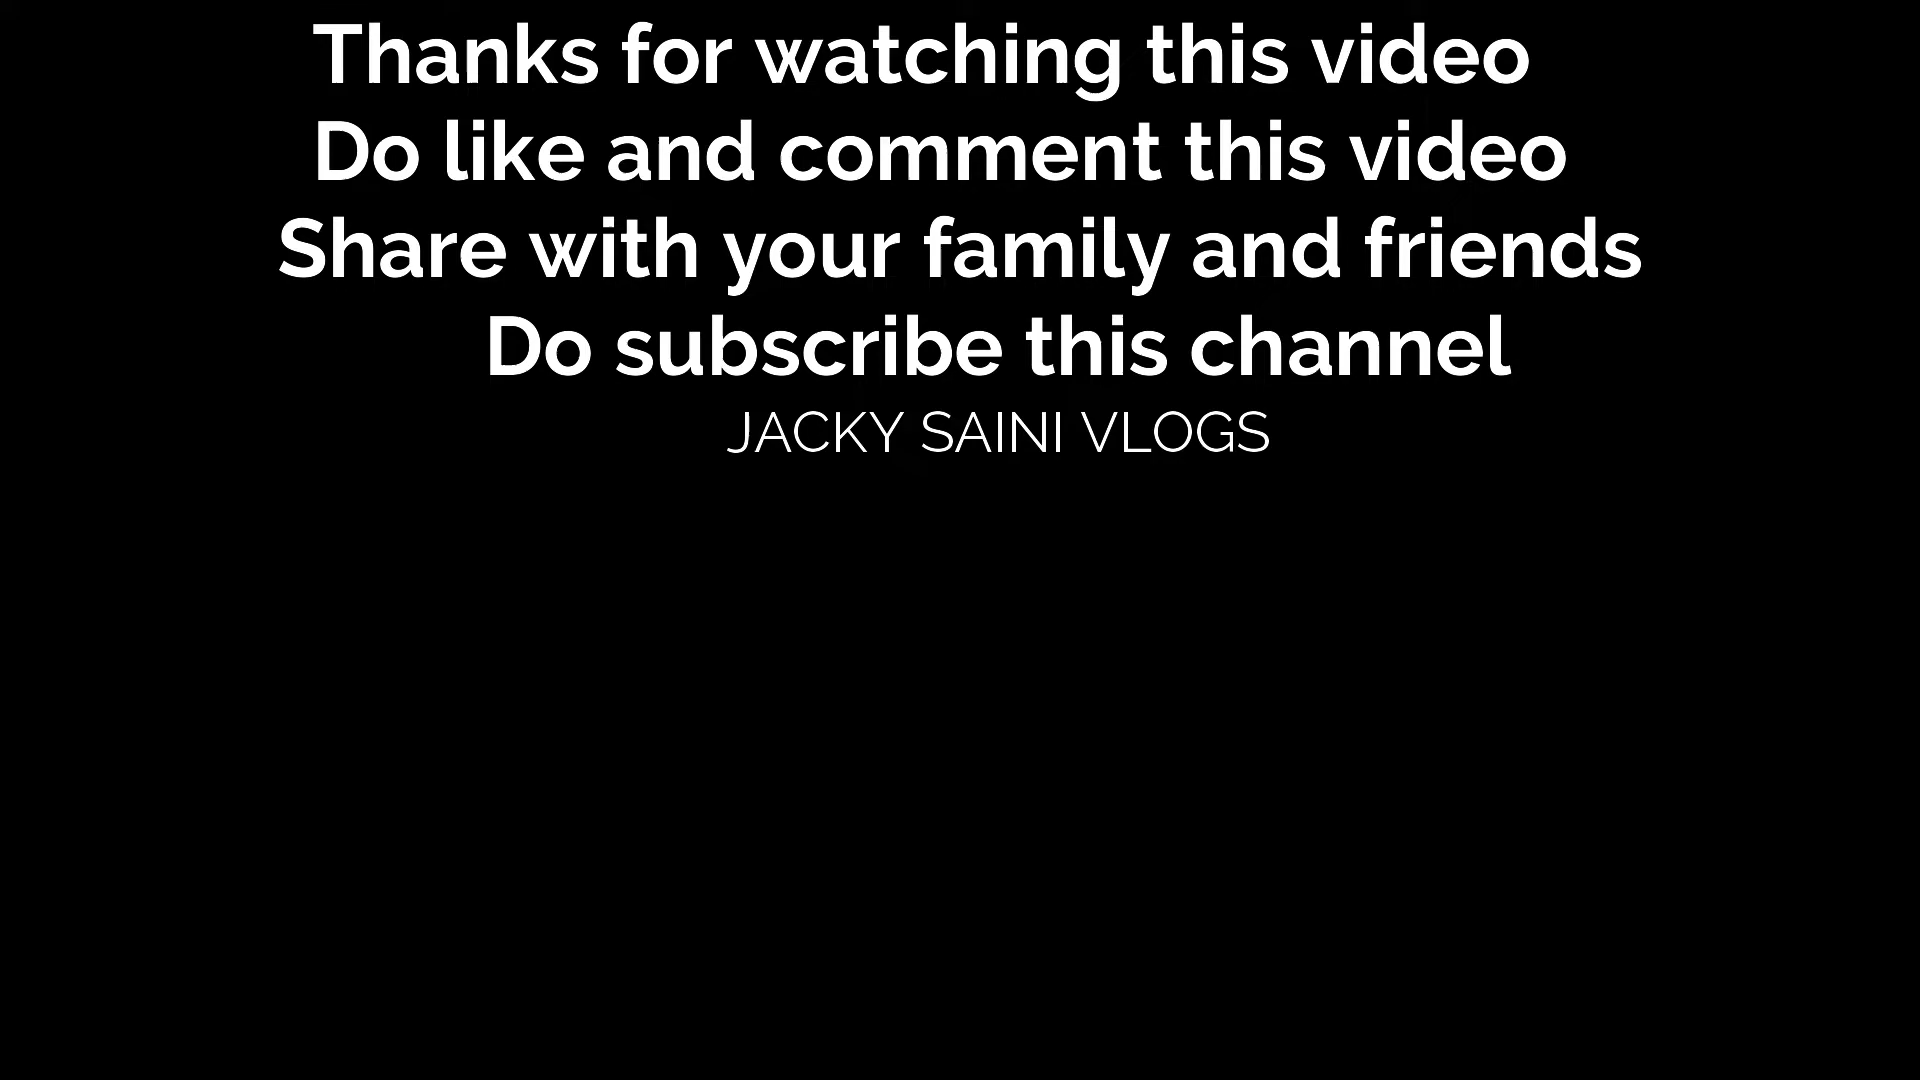 Thanks for watching this video
Do like and comment this video
Share with your family and friends
Do subscribe this channel
JACKY SAINI VLOGS